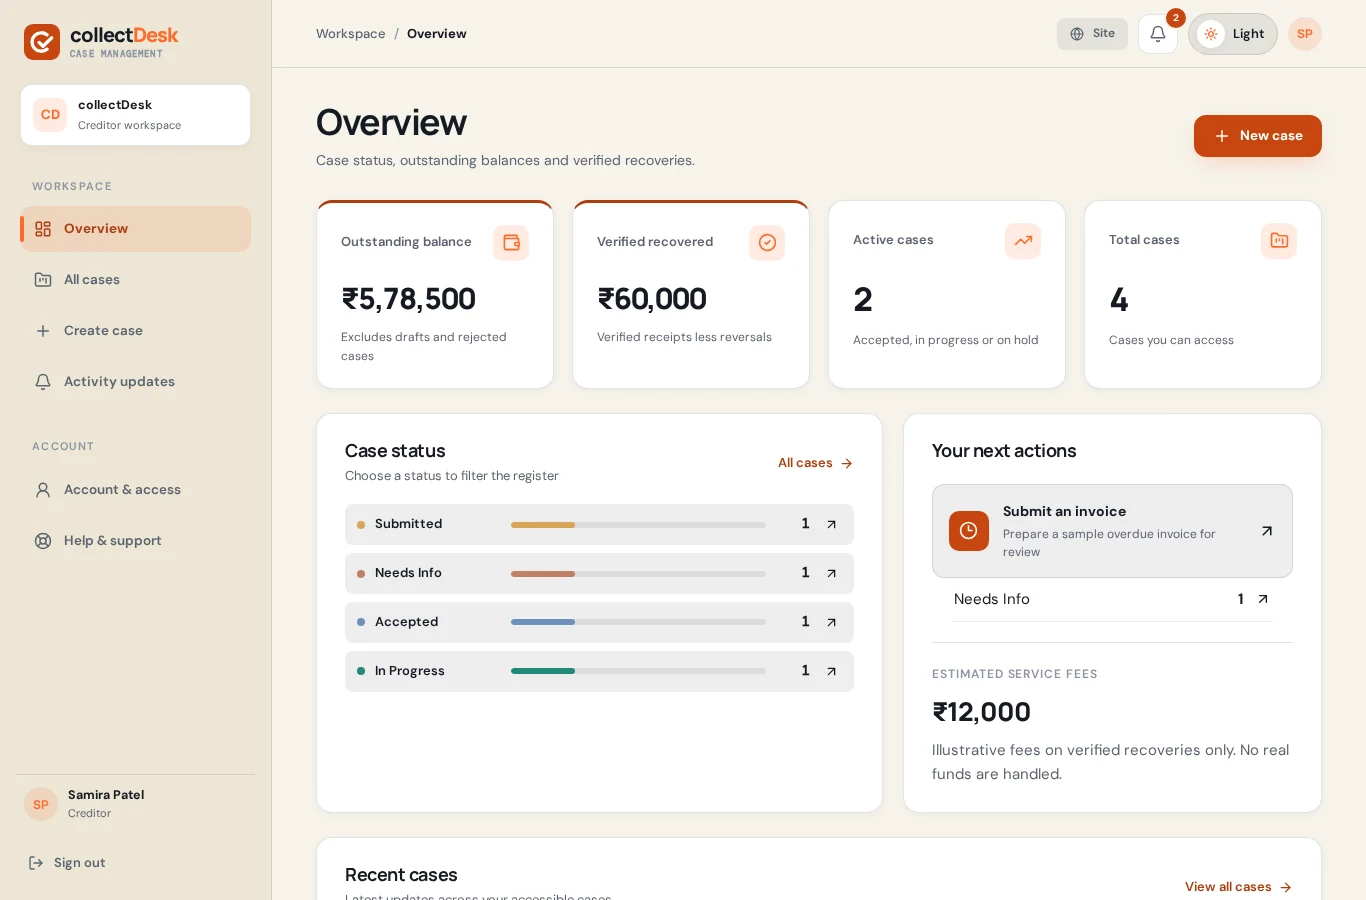 collectDesk
CASE MANAGEMENT
CD
collectDesk
Creditor workspace
WORKSPACE
Overview
All cases
Create case
Activity updates
ACCOUNT
Account & access
Help & support
SP
Samira Patel
Creditor
Sign out
Workspace / Overview
Site
2
Light
SP
Overview
Case status, outstanding balances and verified recoveries.
New case
Outstanding balance
₹5,78,500
Excludes drafts and rejected
cases
Verified recovered
₹60,000
Verified receipts less reversals
Active cases
2
Accepted, in progress or on hold
Total cases
4
Cases you can access
Case status
Choose a status to filter the register
All cases
Submitted 1
Needs Info 1
Accepted 1
In Progress 1
Your next actions
Submit an invoice
Prepare a sample overdue invoice for
review
Needs Info 1
ESTIMATED SERVICE FEES
₹12,000
Illustrative fees on verified recoveries only. No real
funds are handled.
Recent cases
Latest updates across your accessible cases
View all cases